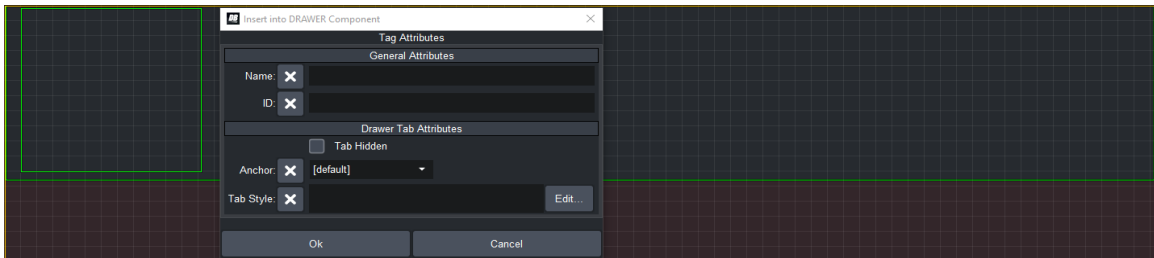 DB Insert into DRAWER Component
Tag Attributes
General Attributes
Name:
ID:
Drawer Tab Attributes
Tab Hidden
Anchor: [default]
Tab Style: Edit...
Ok Cancel